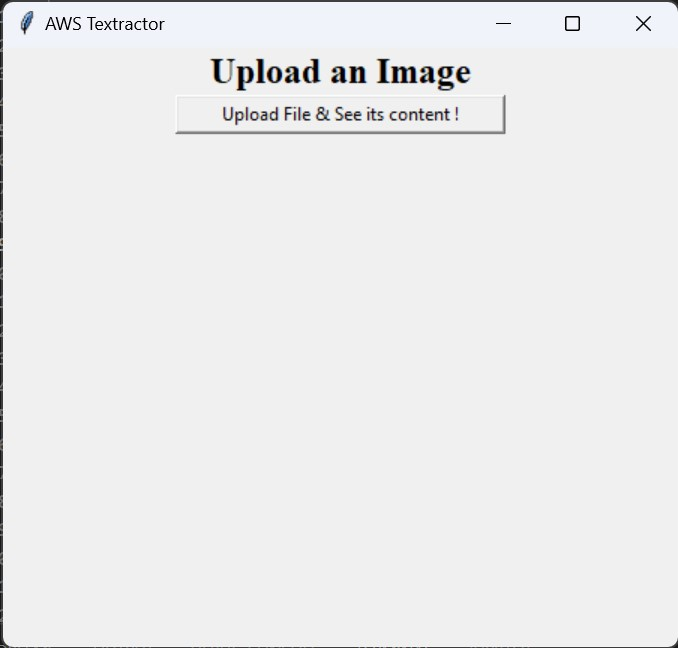 AWS Textractor
Upload an Image
Upload File & See its content !